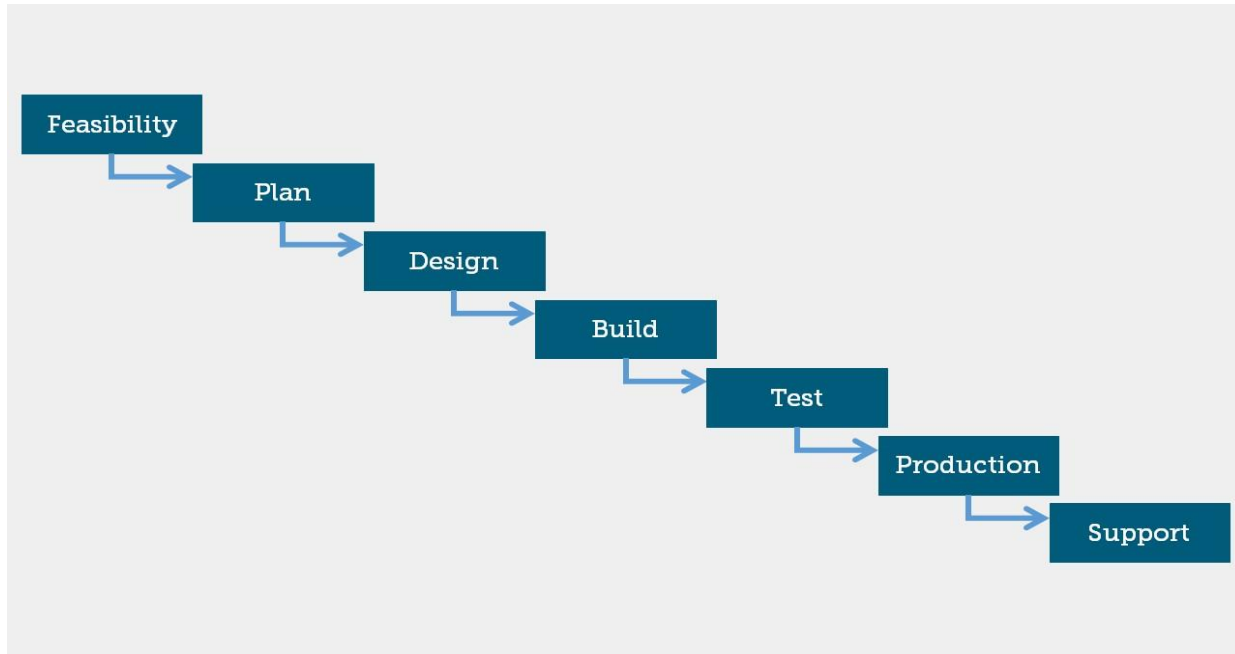 Feasibility
Plan
Design
Build
Test
Production
Support